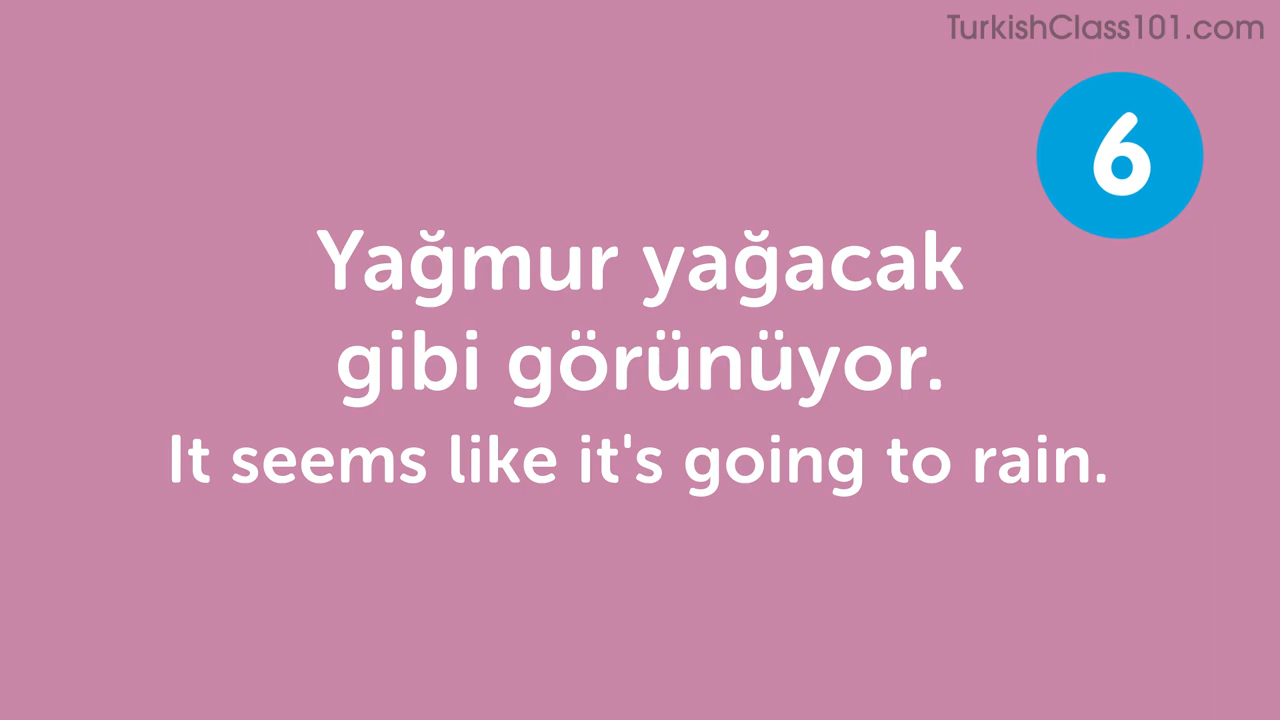 TurkishClass101.com
6
Yağmur yağacak
gibi görünüyor.
It seems like it's going to rain.